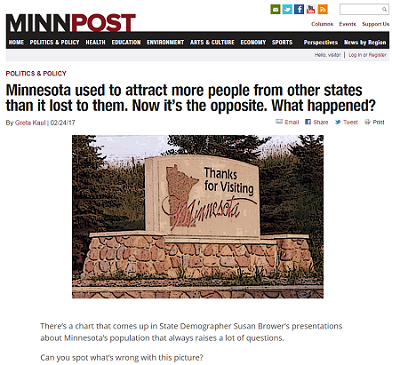 MINNPOST
Columns Events Support Us
HOME POLITICS & POLICY HEALTH EDUCATION ENVIRONMENT ARTS & CULTURE ECONOMY SPORTS Perspectives News by Region
Hello, visitor Log in or Register
POLITICS & POLICY
Minnesota used to attract more people from other states
than it lost to them. Now it's the opposite. What happened?
By Greta Kaul | 02/24/17
Email Share Tweet Print
Thanks
for Visiting
Minnesota
There's a chart that comes up in State Demographer Susan Brower's presentations
about Minnesota's population that always raises a lot of questions.
Can you spot what's wrong with this picture?